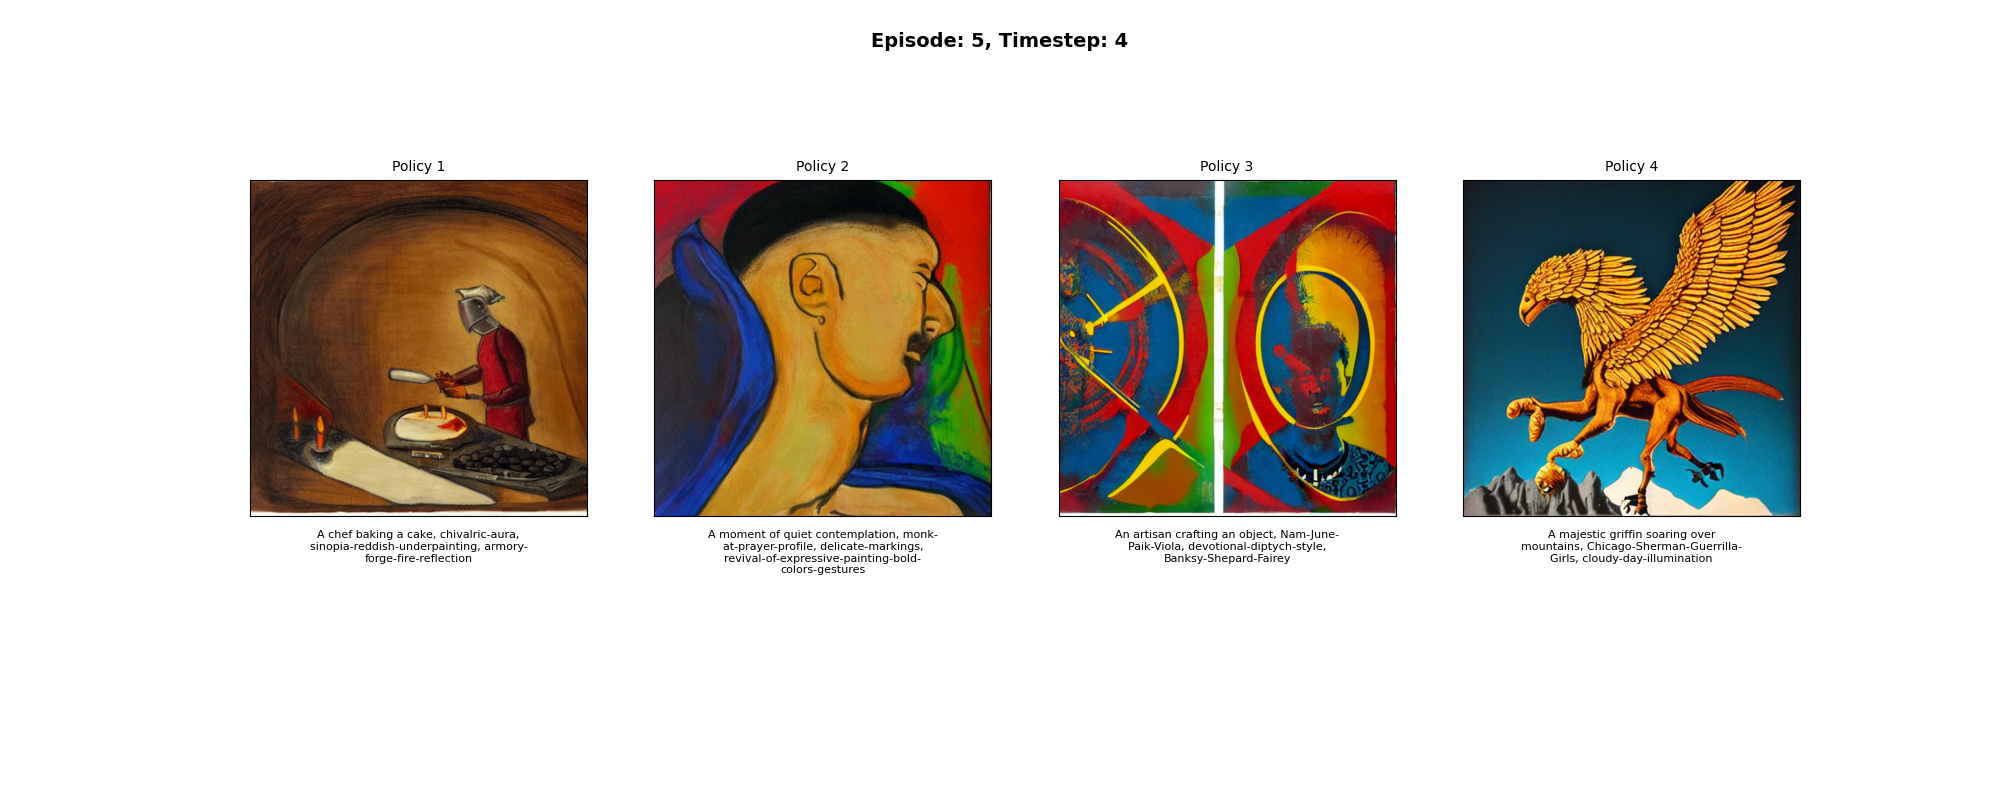 Episode: 5, Timestep: 4
Policy 1
A chef baking a cake, chivalric-aura,
sinopia-reddish-underpainting, armory-
forge-fire-reflection
Policy 2
A moment of quiet contemplation, monk-
at-prayer-profile, delicate-markings,
revival-of-expressive-painting-bold-
colors-gestures
Policy 3
An artisan crafting an object, Nam-June-
Paik-Viola, devotional-diptych-style,
Banksy-Shepard-Fairey
Policy 4
A majestic griffin soaring over
mountains, Chicago-Sherman-Guerrilla-
Girls, cloudy-day-illumination